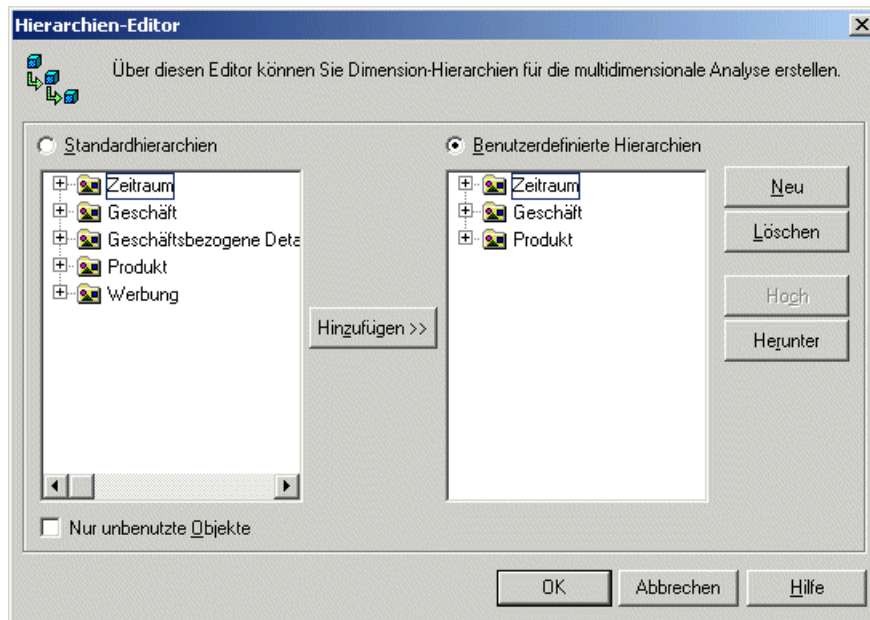 Hierarchien-Editor
Über diesen Editor können Sie Dimension-Hierarchien für die multidimensionale Analyse erstellen.
Standardhierarchien
Zeitraum
Geschäft
Geschäftsbezogene Deta
Produkt
Werbung
Nur unbenutzte Objekte
Hinzufügen >>
Benutzerdefinierte Hierarchien
Zeitraum
Geschäft
Produkt
Neu
Löschen
Hoch
Herunter
OK
Abbrechen
Hilfe